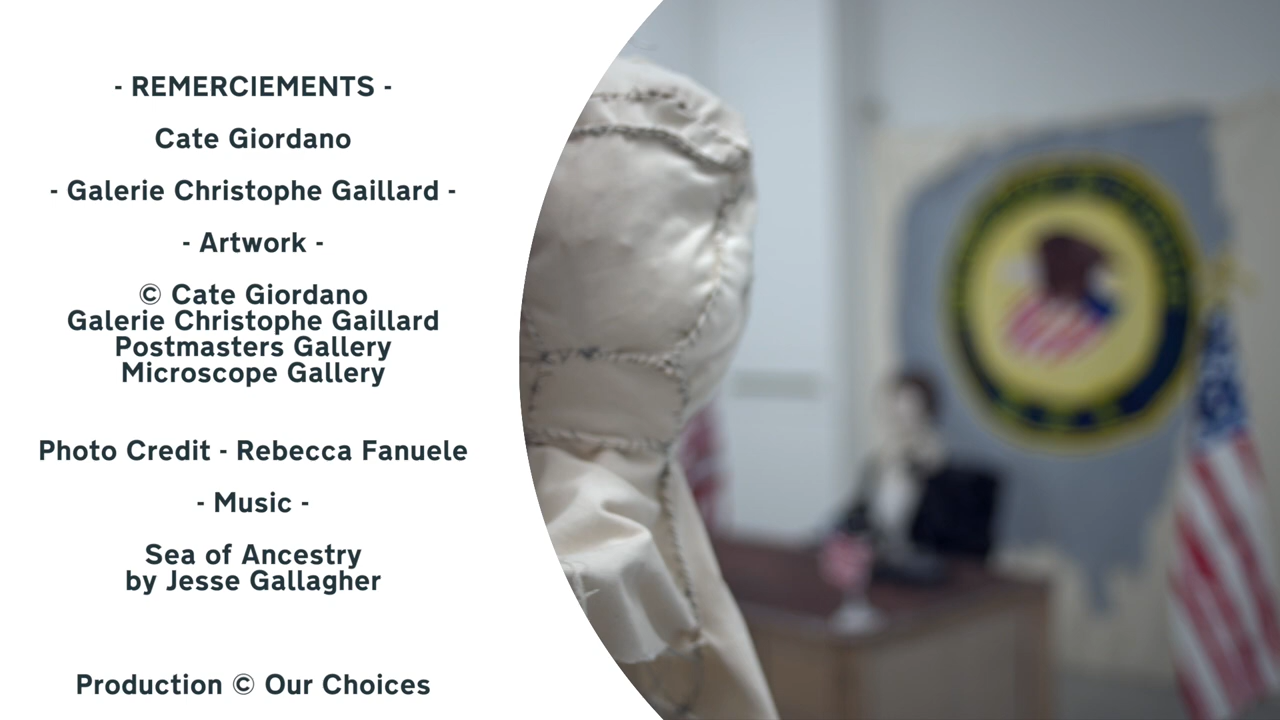 - REMERCIEMENTS -
Cate Giordano
- Galerie Christophe Gaillard -
- Artwork -
© Cate Giordano
Galerie Christophe Gaillard
Postmasters Gallery
Microscope Gallery
Photo Credit - Rebecca Fanuele
- Music -
Sea of Ancestry
by Jesse Gallagher
Production © Our Choices